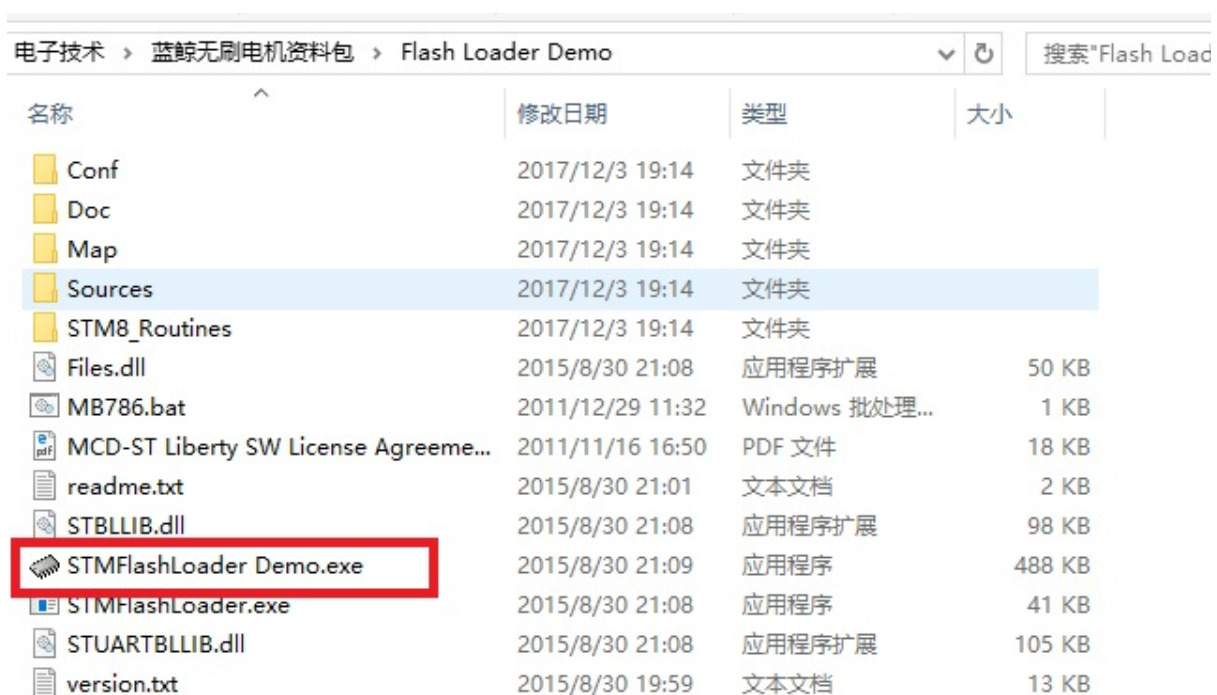 电子技术 › 蓝鲸无刷电机资料包 › Flash Loader Demo 搜索"Flash Load
名称 修改日期 类型 大小
Conf 2017/12/3 19:14 文件夹
Doc 2017/12/3 19:14 文件夹
Map 2017/12/3 19:14 文件夹
Sources 2017/12/3 19:14 文件夹
STM8_Routines 2017/12/3 19:14 文件夹
Files.dll 2015/8/30 21:08 应用程序扩展 50 KB
MB786.bat 2011/12/29 11:32 Windows 批处理... 1 KB
MCD-ST Liberty SW License Agreeme... 2011/11/16 16:50 PDF 文件 18 KB
readme.txt 2015/8/30 21:01 文本文档 2 KB
STBLLIB.dll 2015/8/30 21:08 应用程序扩展 98 KB
STMFlashLoader Demo.exe 2015/8/30 21:09 应用程序 488 KB
STMFlashLoader.exe 2015/8/30 21:08 应用程序 41 KB
STUARTBLLIB.dll 2015/8/30 21:08 应用程序扩展 105 KB
version.txt 2015/8/30 19:59 文本文档 13 KB